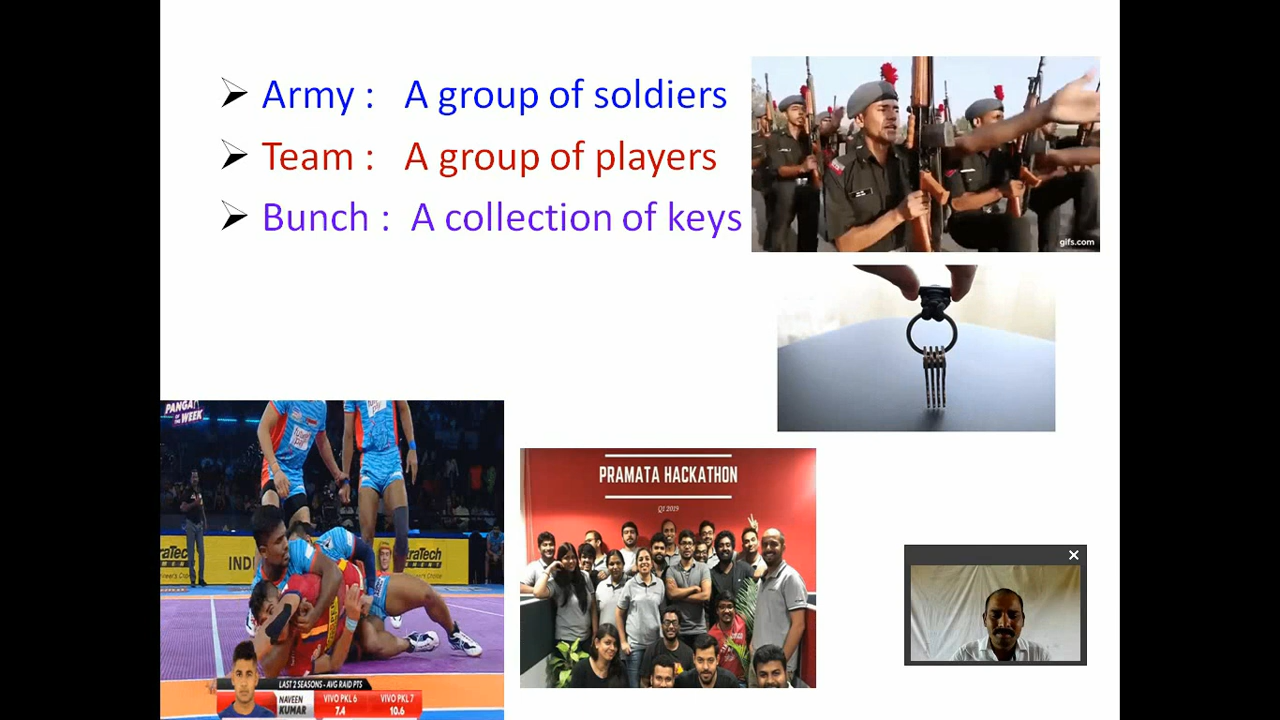 Army : A group of soldiers
Team : A group of players
Bunch : A collection of keys
gifs.com
PANGA
OF THE
WEEK
INDI
UltraTech
PRAMATA HACKATHON
Q1 2019
LAST 2 SEASONS - AVG RAID PTS
NAVEEN
KUMAR
VIVO PKL 6
VIVO PKL 7
7.4
10.6